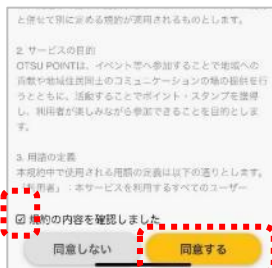 と併せて別に定める規約が適用されるものとします。
2. サービスの目的
OTSU POINTは、イベント等へ参加することで地域への
貢献や地域住民同士のコミュニケーションの場の提供を行
うとともに、活動することでポイント・スタンプを獲得
し、利用者が楽しみながら参加できることを目的としま
す。
3. 用語の定義
本規約中で使用される用語の定義は以下の通りとします。
「利用者」：本サービスを利用するすべてのユーザー
規約の内容を確認しました
同意しない
同意する